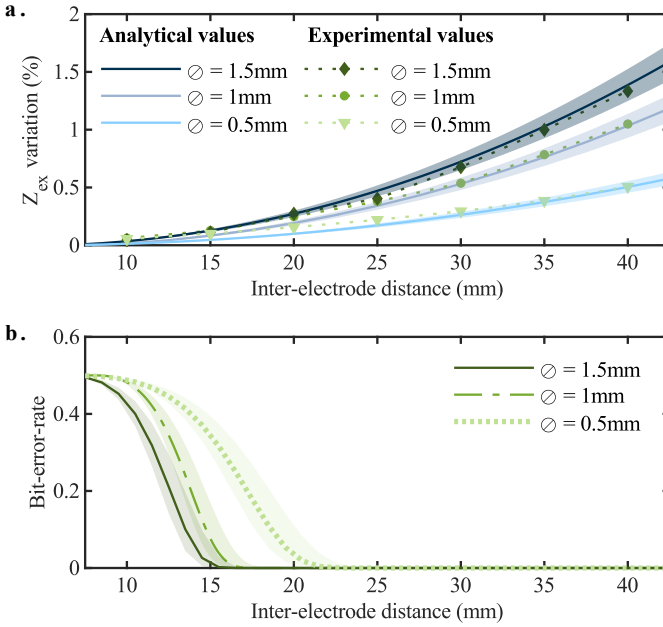 a.
Analytical values
Experimental values
∅ = 1.5mm
∅ = 1.5mm
∅ = 1mm
∅ = 1mm
∅ = 0.5mm
∅ = 0.5mm
Z_ex variation (%)
2
1.5
1
0.5
0
10 15 20 25 30 35 40
Inter-electrode distance (mm)
b.
∅ = 1.5mm
∅ = 1mm
∅ = 0.5mm
Bit-error-rate
0.6
0.4
0.2
0
10 15 20 25 30 35 40
Inter-electrode distance (mm)